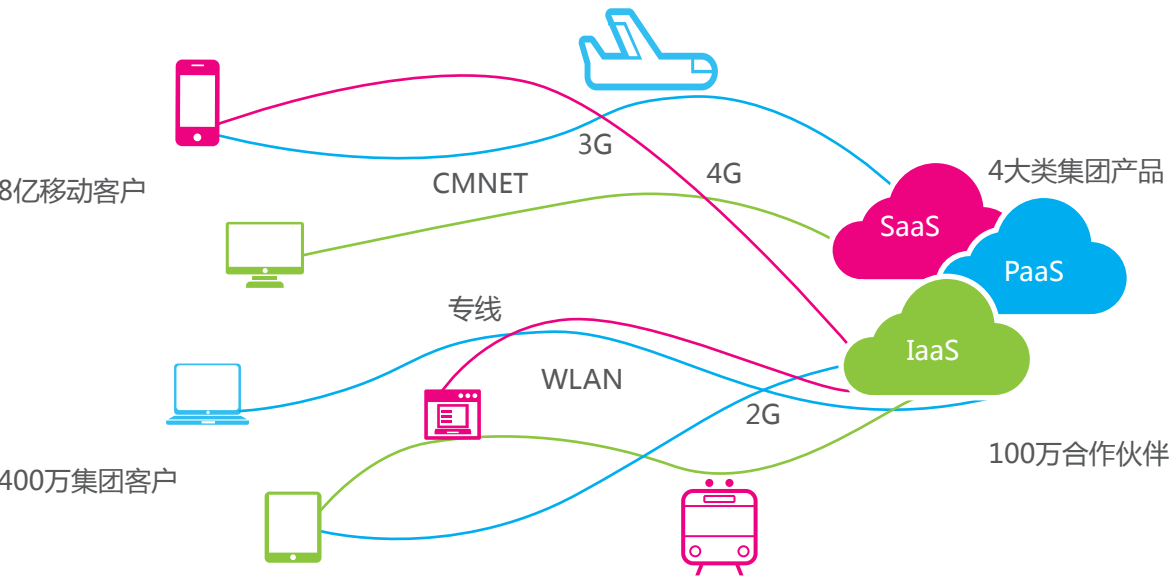 3G
4G
4大类集团产品
CMNET
8亿移动客户
SaaS
PaaS
专线
IaaS
WLAN
2G
100万合作伙伴
400万集团客户